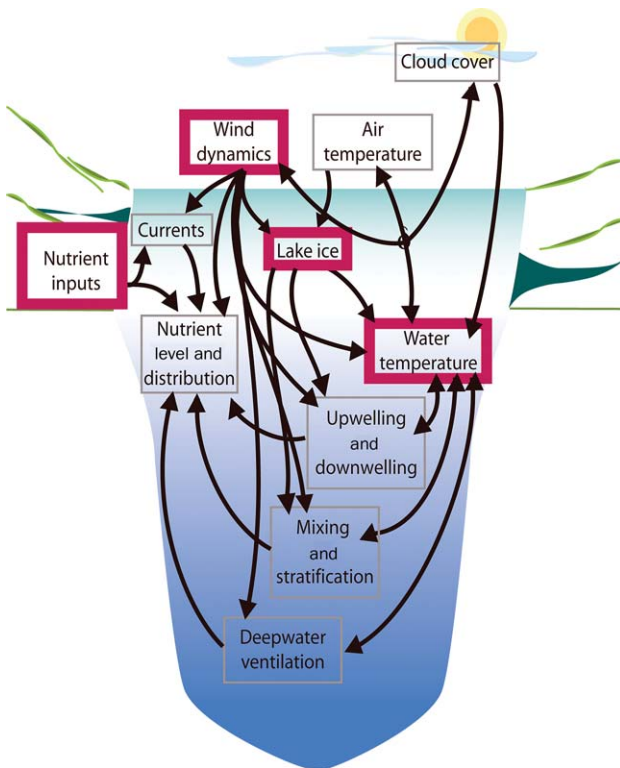 Cloud cover
Wind
dynamics
Air
temperature
Currents
Lake ice
Nutrient
inputs
Nutrient
level and
distribution
Water
temperature
Upwelling
and
downwelling
Mixing
and
stratification
Deepwater
ventilation